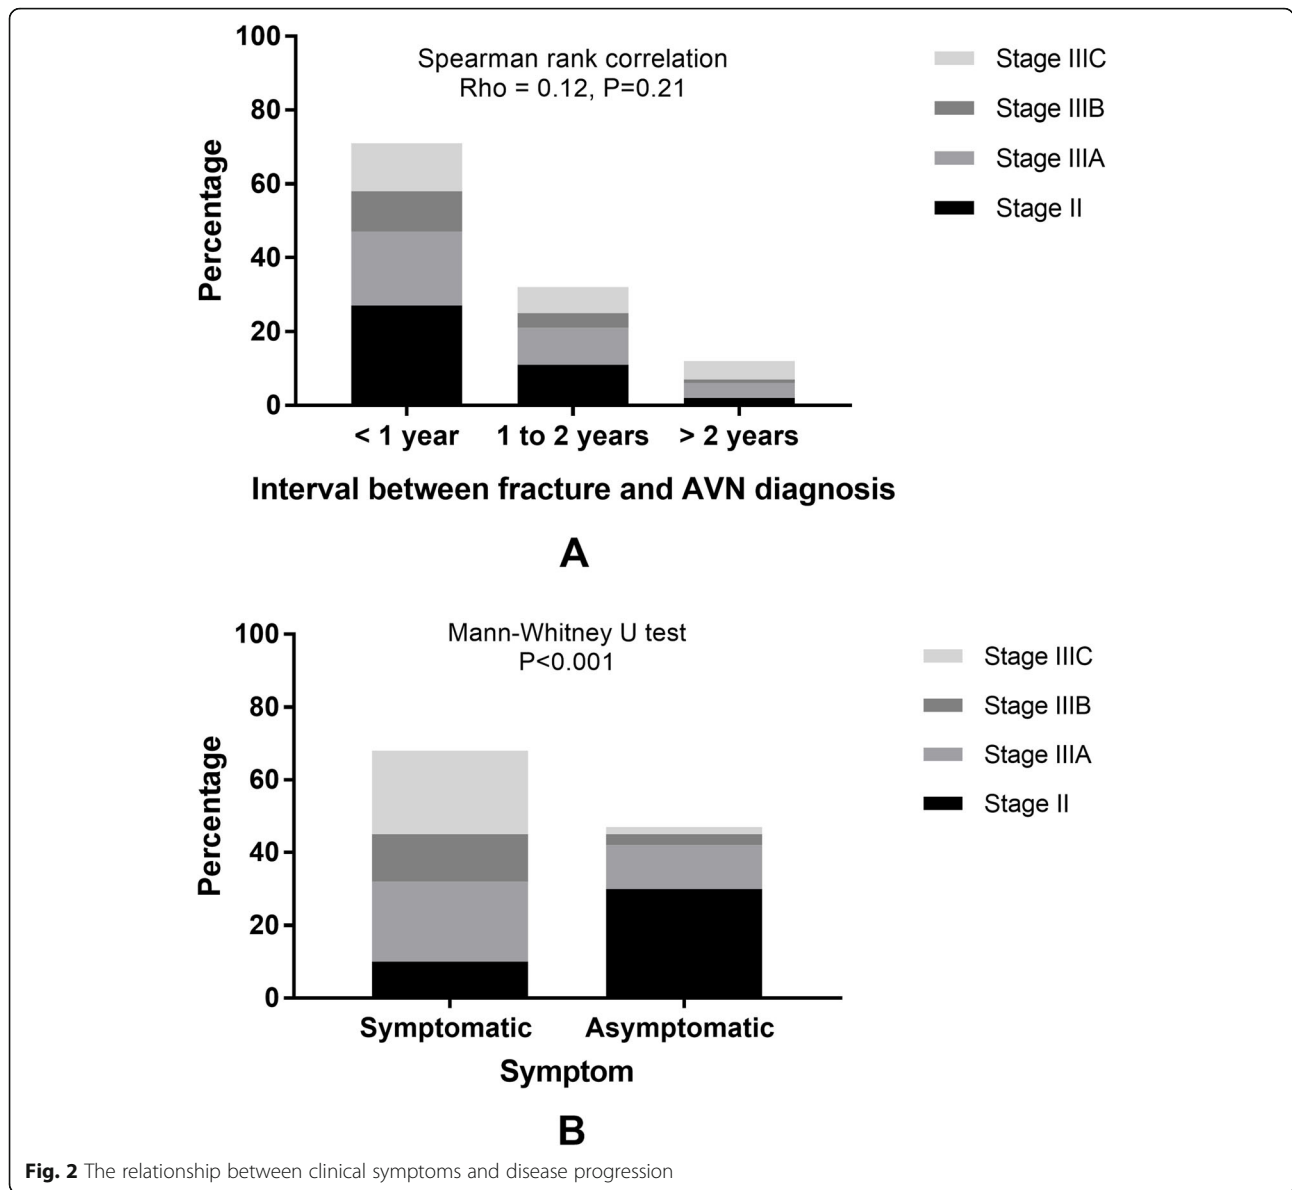 100
80
60
40
20
0
Percentage
Spearman rank correlation
Rho = 0.12, P=0.21
Stage IIIC
Stage IIIB
Stage IIIA
Stage II
< 1 year
1 to 2 years
> 2 years
Interval between fracture and AVN diagnosis
A
100
80
60
40
20
0
Percentage
Mann-Whitney U test
P<0.001
Stage IIIC
Stage IIIB
Stage IIIA
Stage II
Symptomatic
Asymptomatic
Symptom
B
Fig. 2 The relationship between clinical symptoms and disease progression